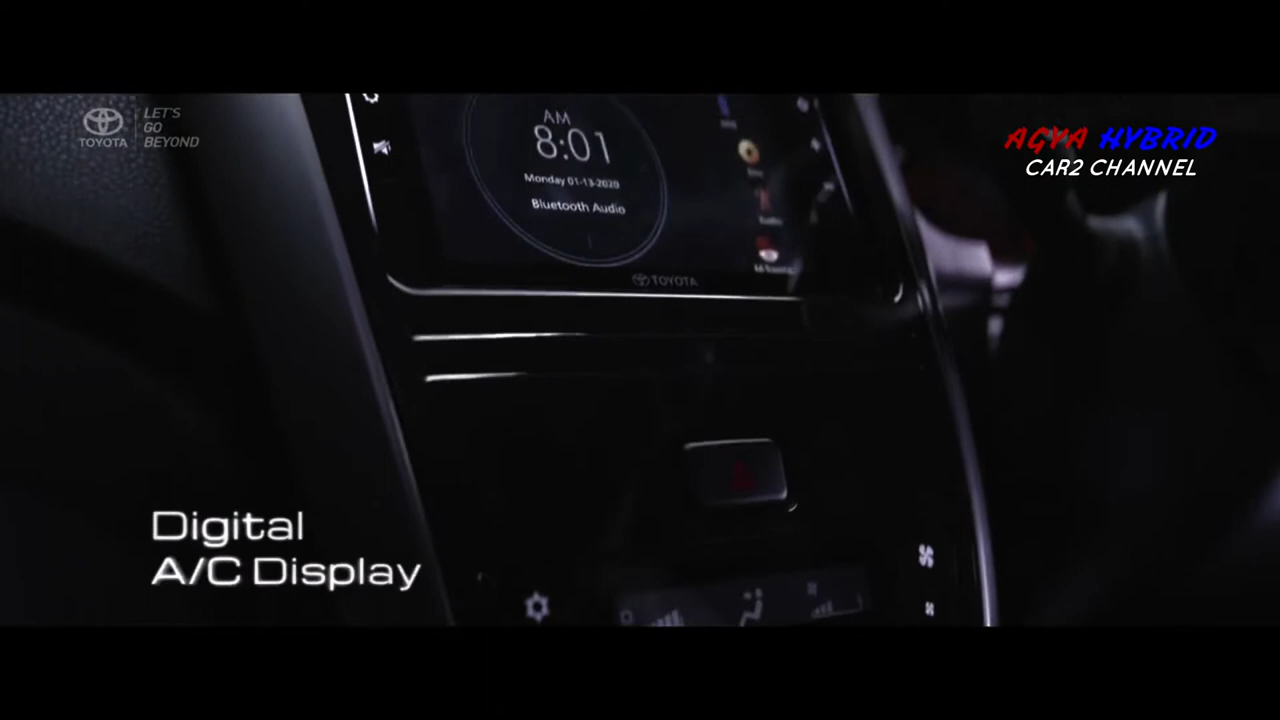 LET'S
GO
BEYOND
TOYOTA
AGYA HYBRID
CAR2 CHANNEL
AM
8:01
Monday 01-13-2020
Bluetooth Audio
TOYOTA
Digital
A/C Display